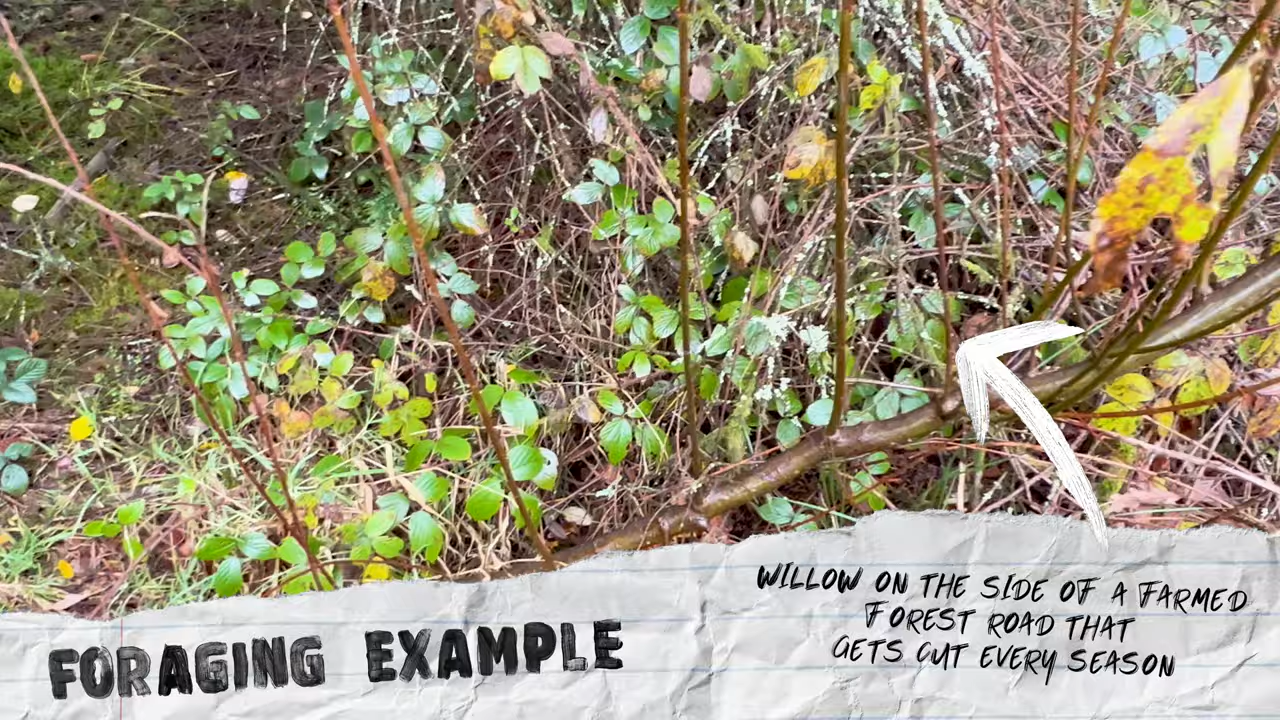 FORAGING EXAMPLE
WILLOW ON THE SIDE OF A FARMED
FOREST ROAD THAT
GETS CUT EVERY SEASON